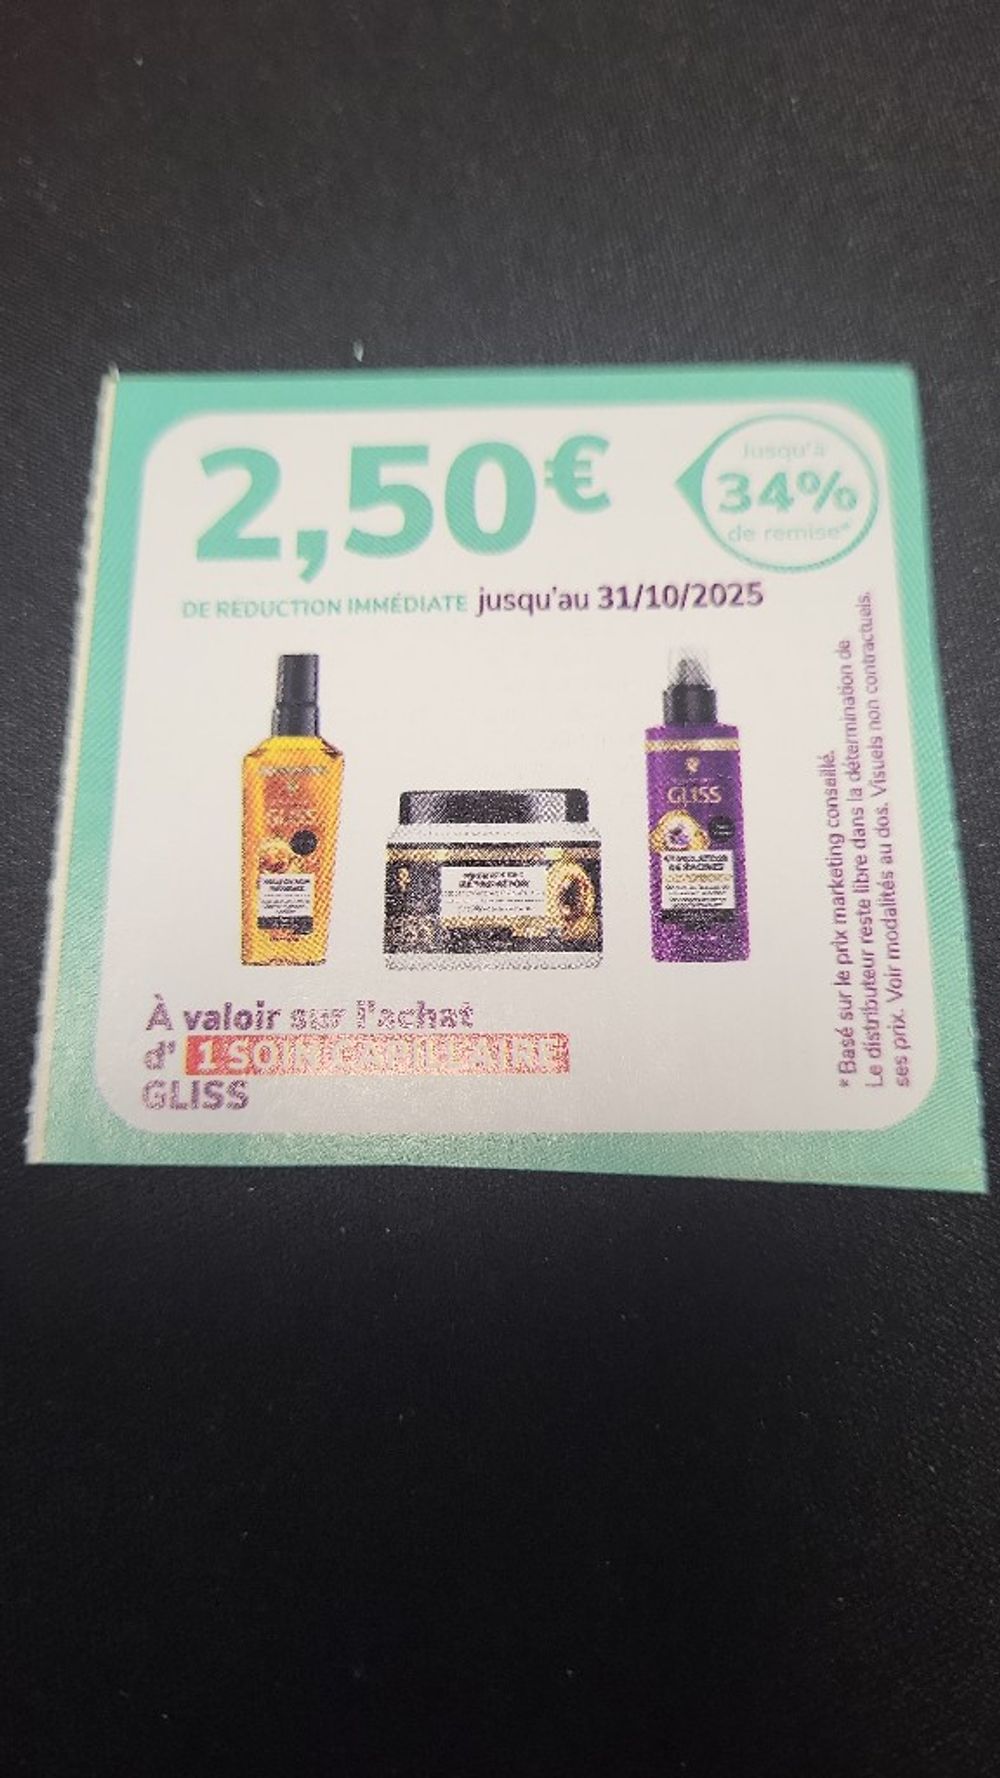 2,50€
Jusqu'à
34%
de remise*
DE RÉDUCTION IMMÉDIATE jusqu'au 31/10/2025
GLISS
GLISS
RÉPARATION
À valoir sur l'achat
d' 1 SOIN CAPILLAIRE
GLISS
* Basé sur le prix marketing conseillé.
Le distributeur reste libre dans la détermination de
ses prix. Voir modalités au dos. Visuels non contractuels.